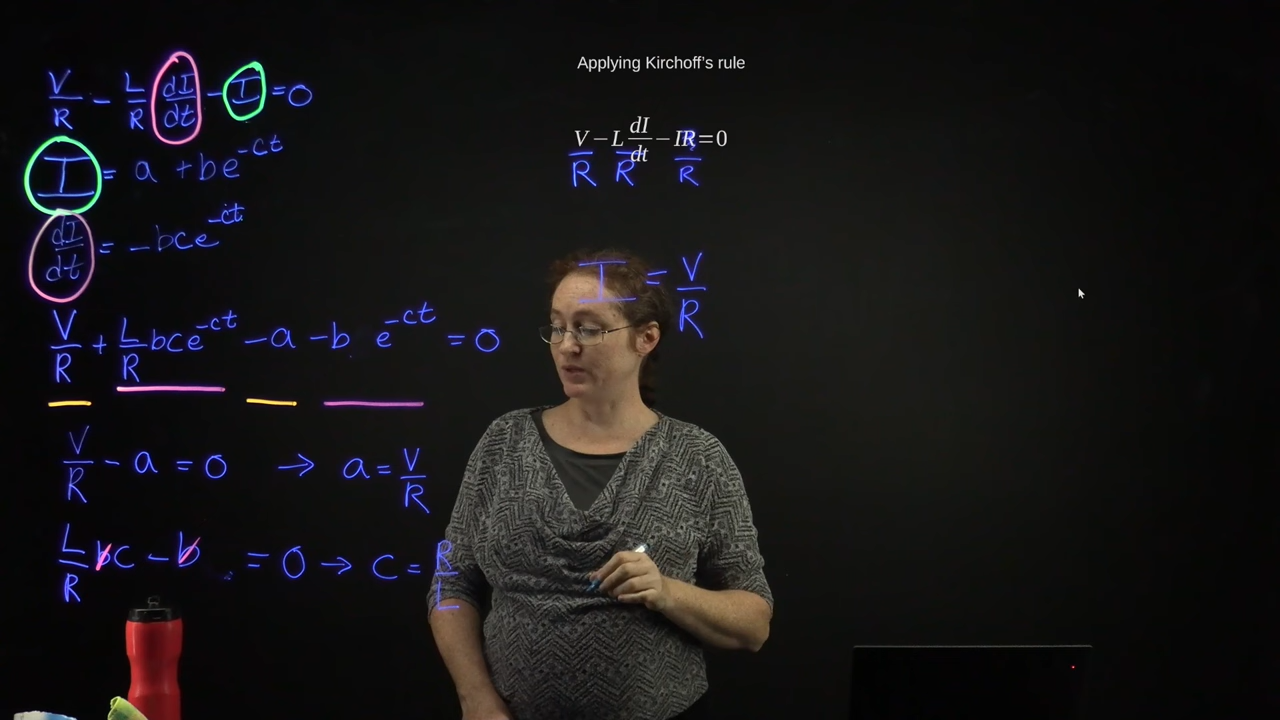 V/R - L/R dI/dt - I = 0
I = a + be^-ct
dI/dt = -bce^-ct
V/R + L/R bce^-ct - a - b e^-ct = 0
V/R - a = 0 → a = V/R
L/R bc - b = 0 → c = R/L
Applying Kirchoff's rule
V - L dI/dt - IR = 0
R R R/R
I = V/R